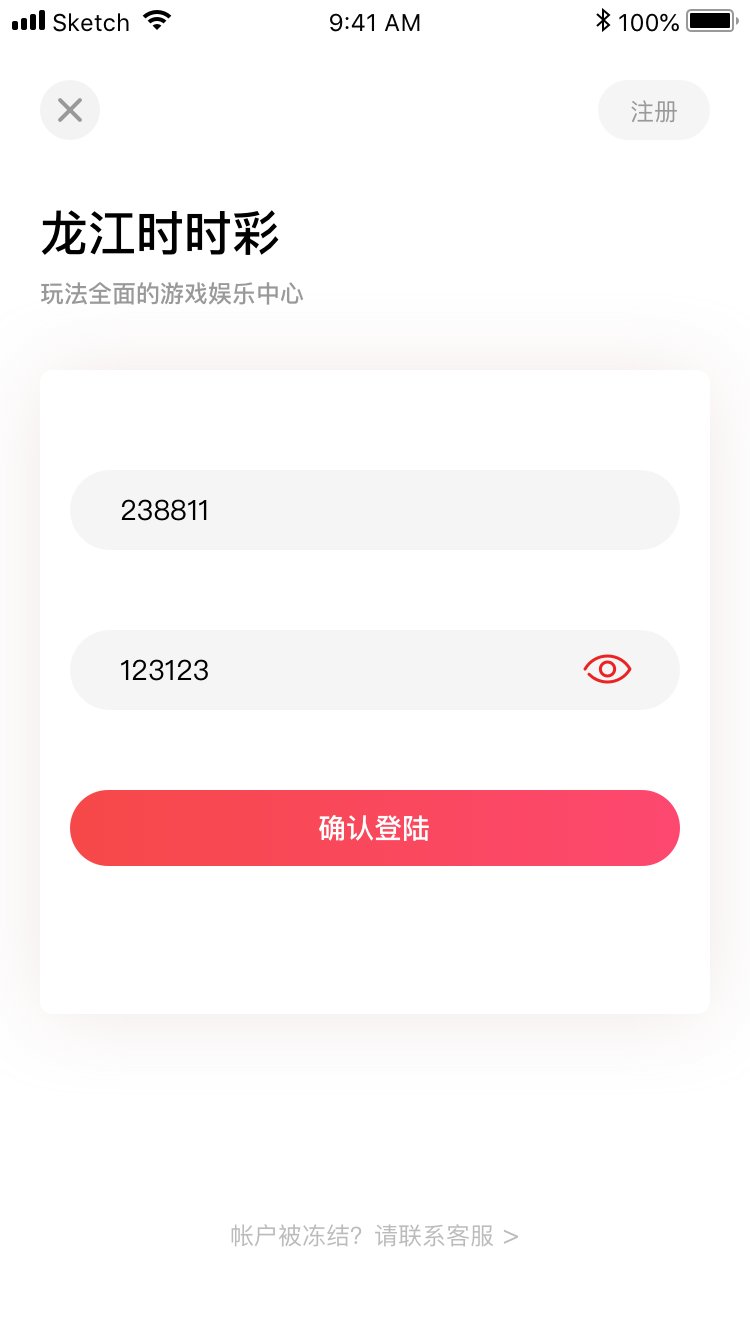 Sketch 9:41 AM 100%
注册
龙江时时彩
玩法全面的游戏娱乐中心
238811
123123
确认登陆
帐户被冻结？请联系客服 >